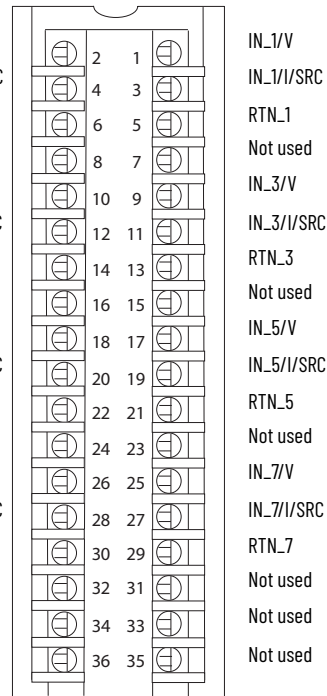 2 1 IN_1/V
C 4 3 IN_1/I/SRC
6 5 RTN_1
8 7 Not used
10 9 IN_3/V
C 12 11 IN_3/I/SRC
14 13 RTN_3
16 15 Not used
18 17 IN_5/V
C 20 19 IN_5/I/SRC
22 21 RTN_5
24 23 Not used
26 25 IN_7/V
C 28 27 IN_7/I/SRC
30 29 RTN_7
32 31 Not used
34 33 Not used
36 35 Not used